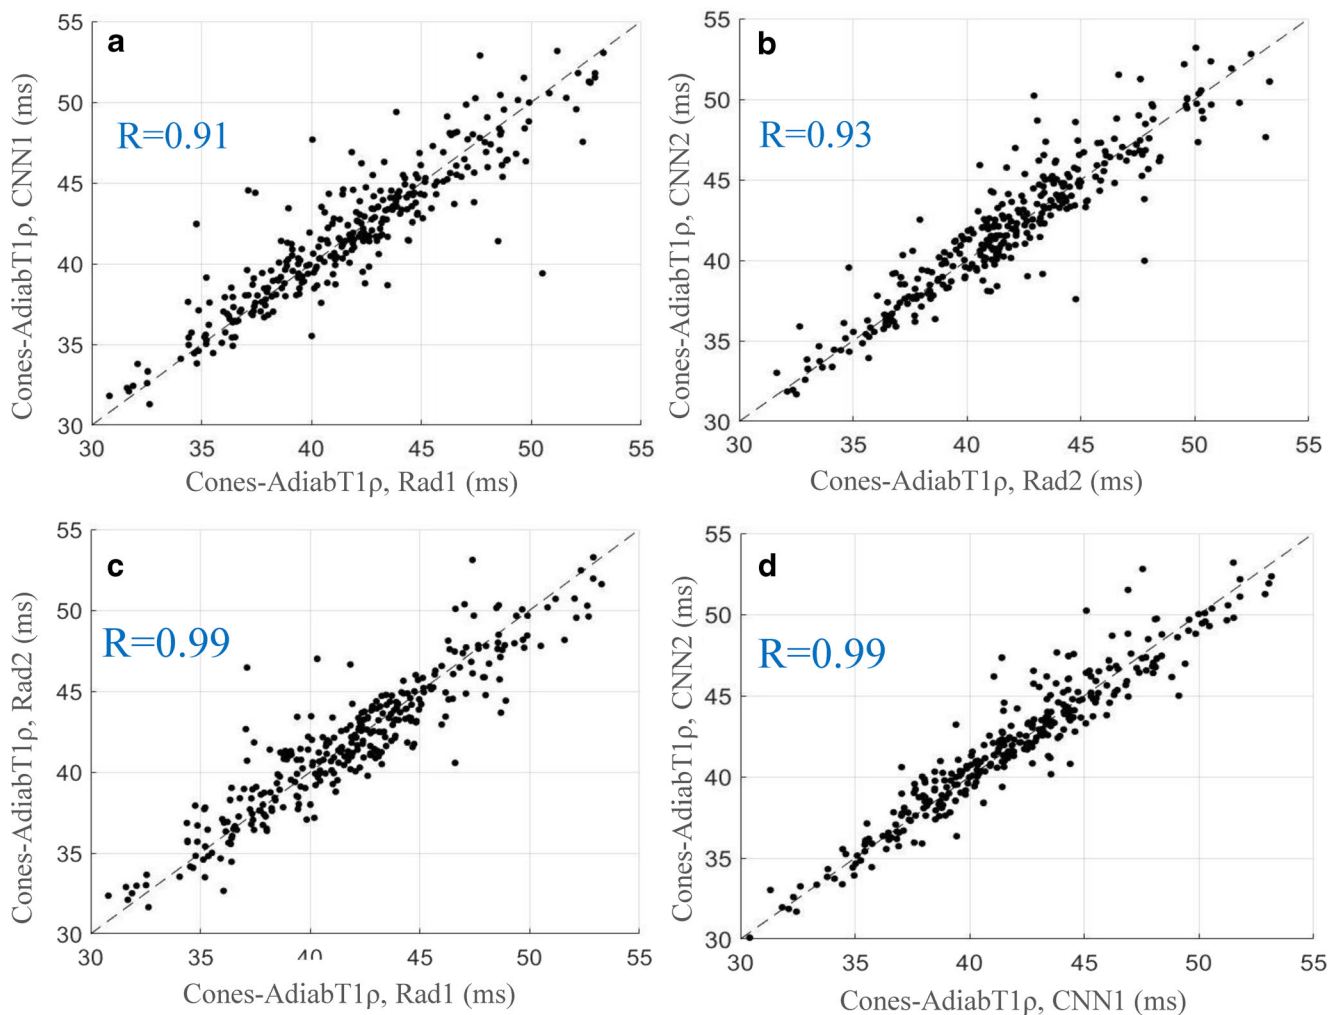 a
R=0.91
Cones-AdiabT1ρ, CNN1 (ms)
55
50
45
40
35
30
30 35 40 45 50 55
Cones-AdiabT1ρ, Rad1 (ms)
b
R=0.93
Cones-AdiabT1ρ, CNN2 (ms)
55
50
45
40
35
30
30 35 40 45 50 55
Cones-AdiabT1ρ, Rad2 (ms)
c
R=0.99
Cones-AdiabT1ρ, Rad2 (ms)
55
50
45
40
35
30
30 35 40 45 50 55
Cones-AdiabT1ρ, Rad1 (ms)
d
R=0.99
Cones-AdiabT1ρ, CNN2 (ms)
55
50
45
40
35
30
30 35 40 45 50 55
Cones-AdiabT1ρ, CNN1 (ms)